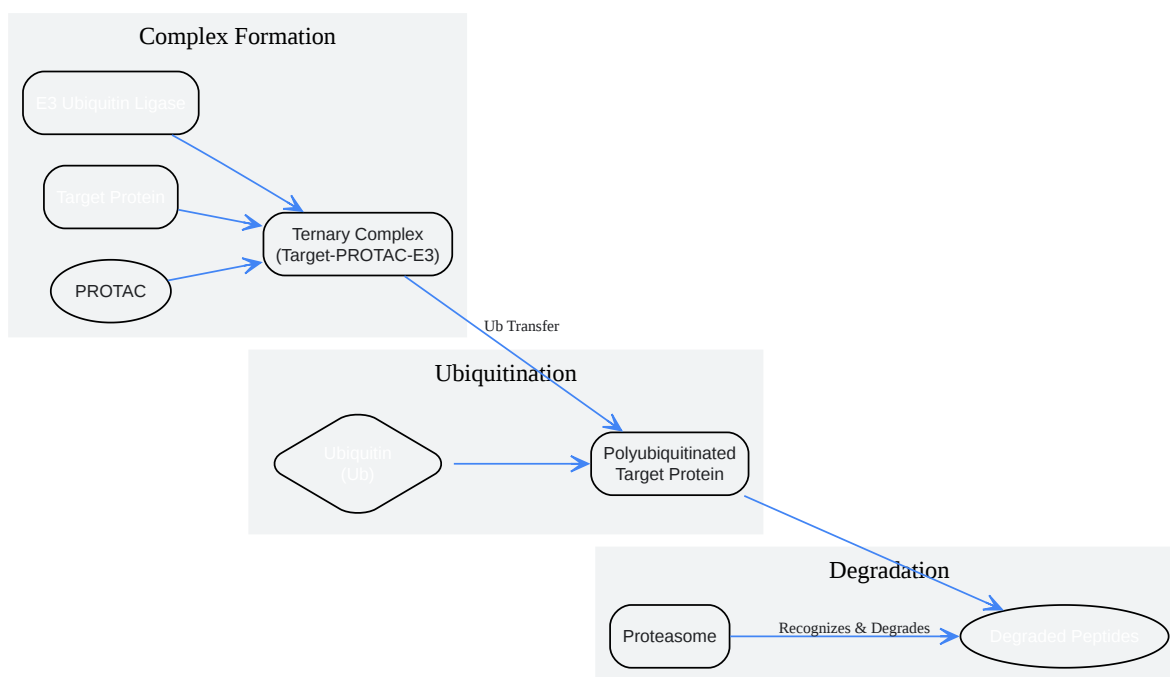 Complex Formation
E3 Ubiquitin Ligase
Target Protein
PROTAC
Ternary Complex
(Target-PROTAC-E3)
Ub Transfer
Ubiquitination
Ubiquitin
(Ub)
Polyubiquitinated
Target Protein
Degradation
Proteasome
Recognizes & Degrades
Degraded Peptides